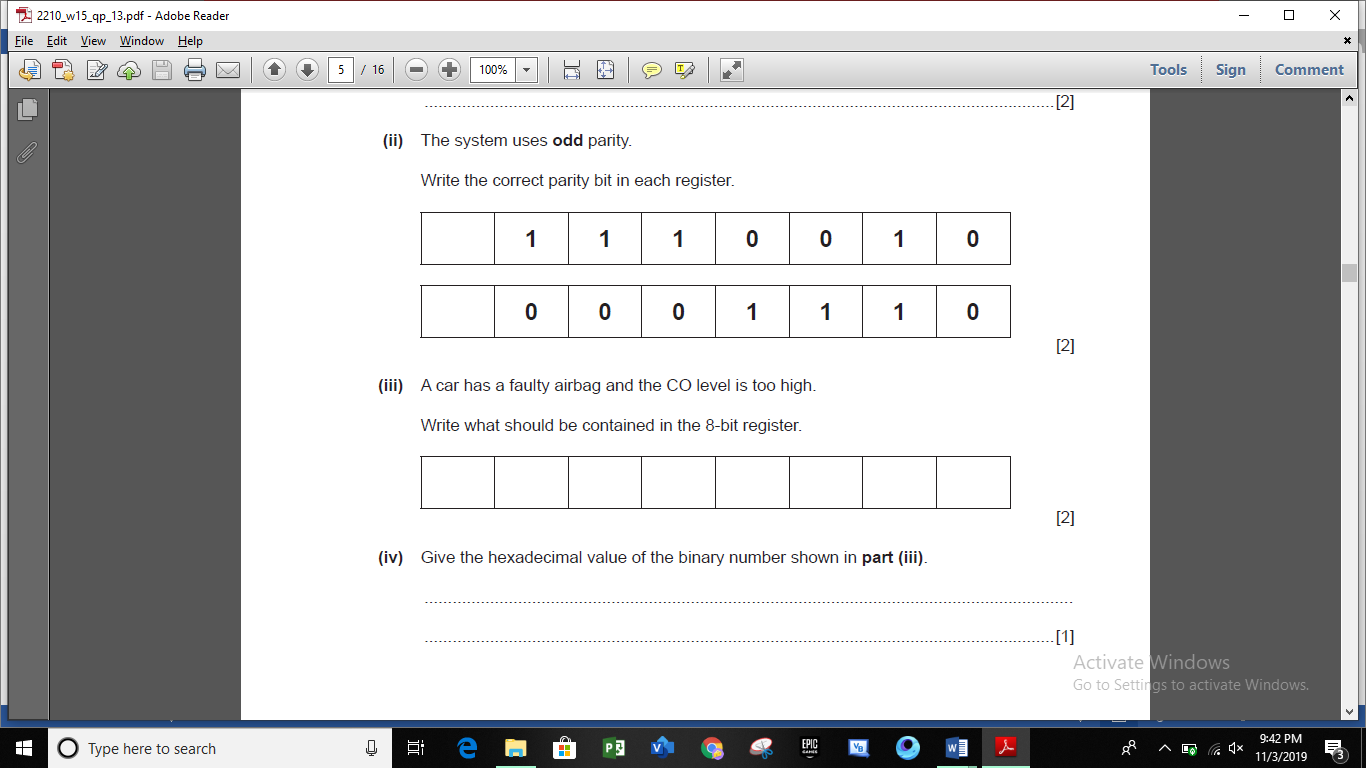 2210_w15_qp_13.pdf - Adobe Reader
File Edit View Window Help
5 / 16 100% Tools Sign Comment
[2]
(ii) The system uses odd parity.
Write the correct parity bit in each register.
1 1 1 0 0 1 0
0 0 0 1 1 1 0
[2]
(iii) A car has a faulty airbag and the CO level is too high.
Write what should be contained in the 8-bit register.
[2]
(iv) Give the hexadecimal value of the binary number shown in part (iii).
[1]
Activate Windows
Go to Settings to activate Windows.
Type here to search
9:42 PM
11/3/2019
3